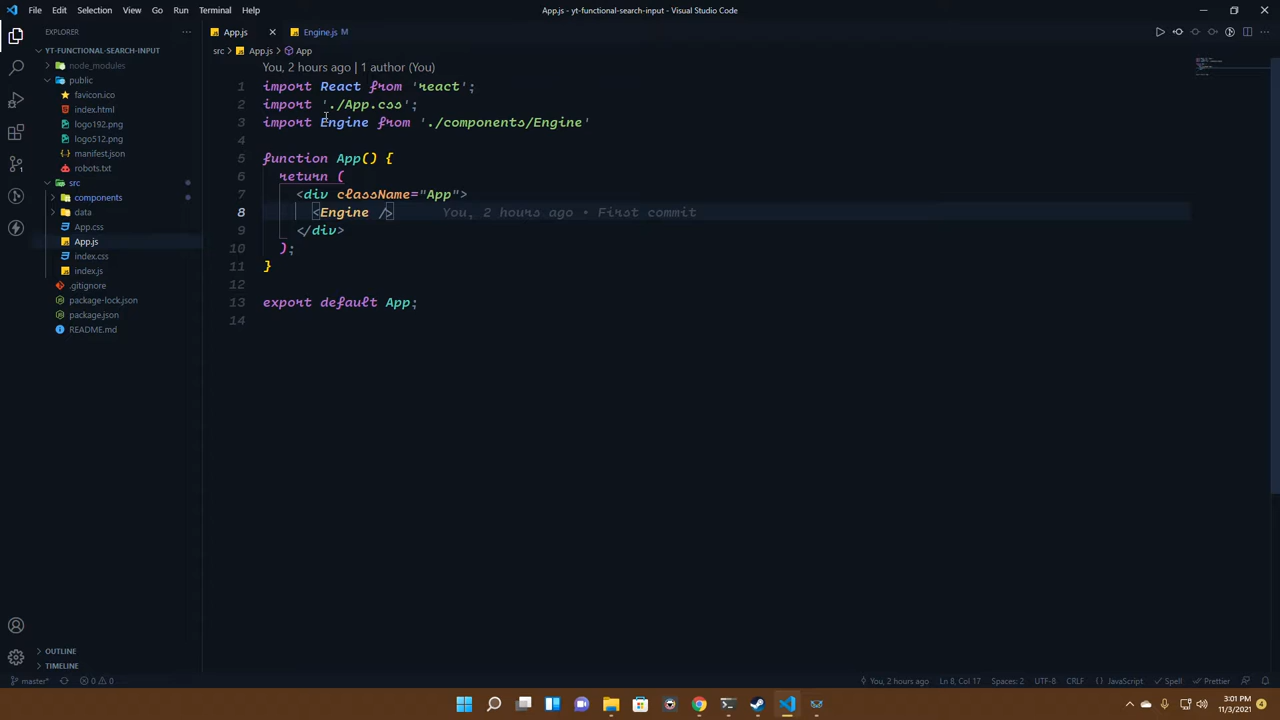 File Edit Selection View Go Run Terminal Help
App.js - yt-functional-search-input - Visual Studio Code
EXPLORER
YT-FUNCTIONAL-SEARCH-INPUT
node_modules
public
favicon.ico
index.html
logo192.png
logo512.png
manifest.json
robots.txt
src
components
data
App.css
App.js
index.css
index.js
.gitignore
package-lock.json
package.json
README.md
OUTLINE
TIMELINE
App.js
Engine.js M
src > App.js > App
You, 2 hours ago | 1 author (You)
1 import React from 'react';
2 import './App.css';
3 import Engine from './components/Engine'
4
5 function App() {
6 return (
7 <div className="App">
8 <Engine /> You, 2 hours ago • First commit
9 </div>
10 );
11 }
12
13 export default App;
14
master* 0 0
You, 2 hours ago Ln 8, Col 17 Spaces: 2 UTF-8 CRLF {} JavaScript Spell Prettier
3:01 PM
11/3/2021